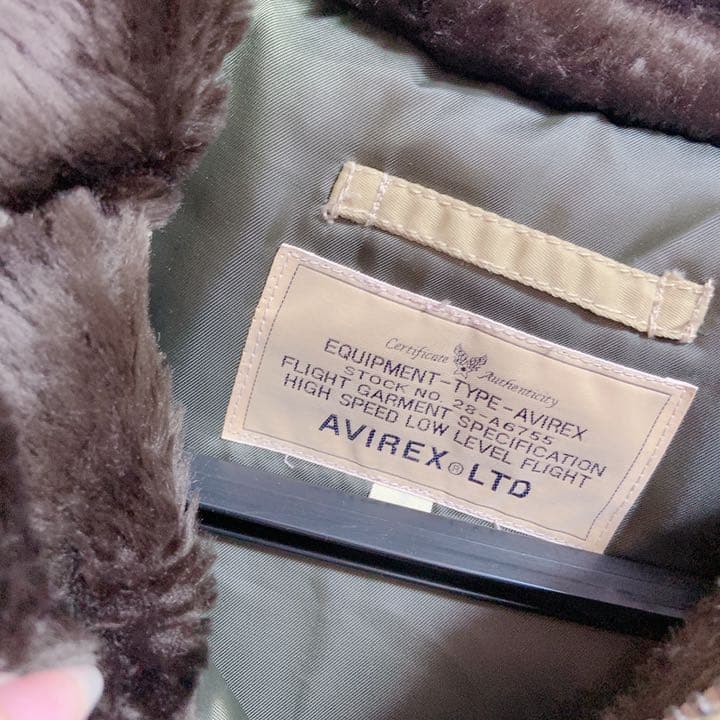 Certificate Authenticity
EQUIPMENT-TYPE-AVIREX
STOCK NO. 28-A6755
FLIGHT GARMENT SPECIFICATION
HIGH SPEED LOW LEVEL FLIGHT
AVIREX® LTD